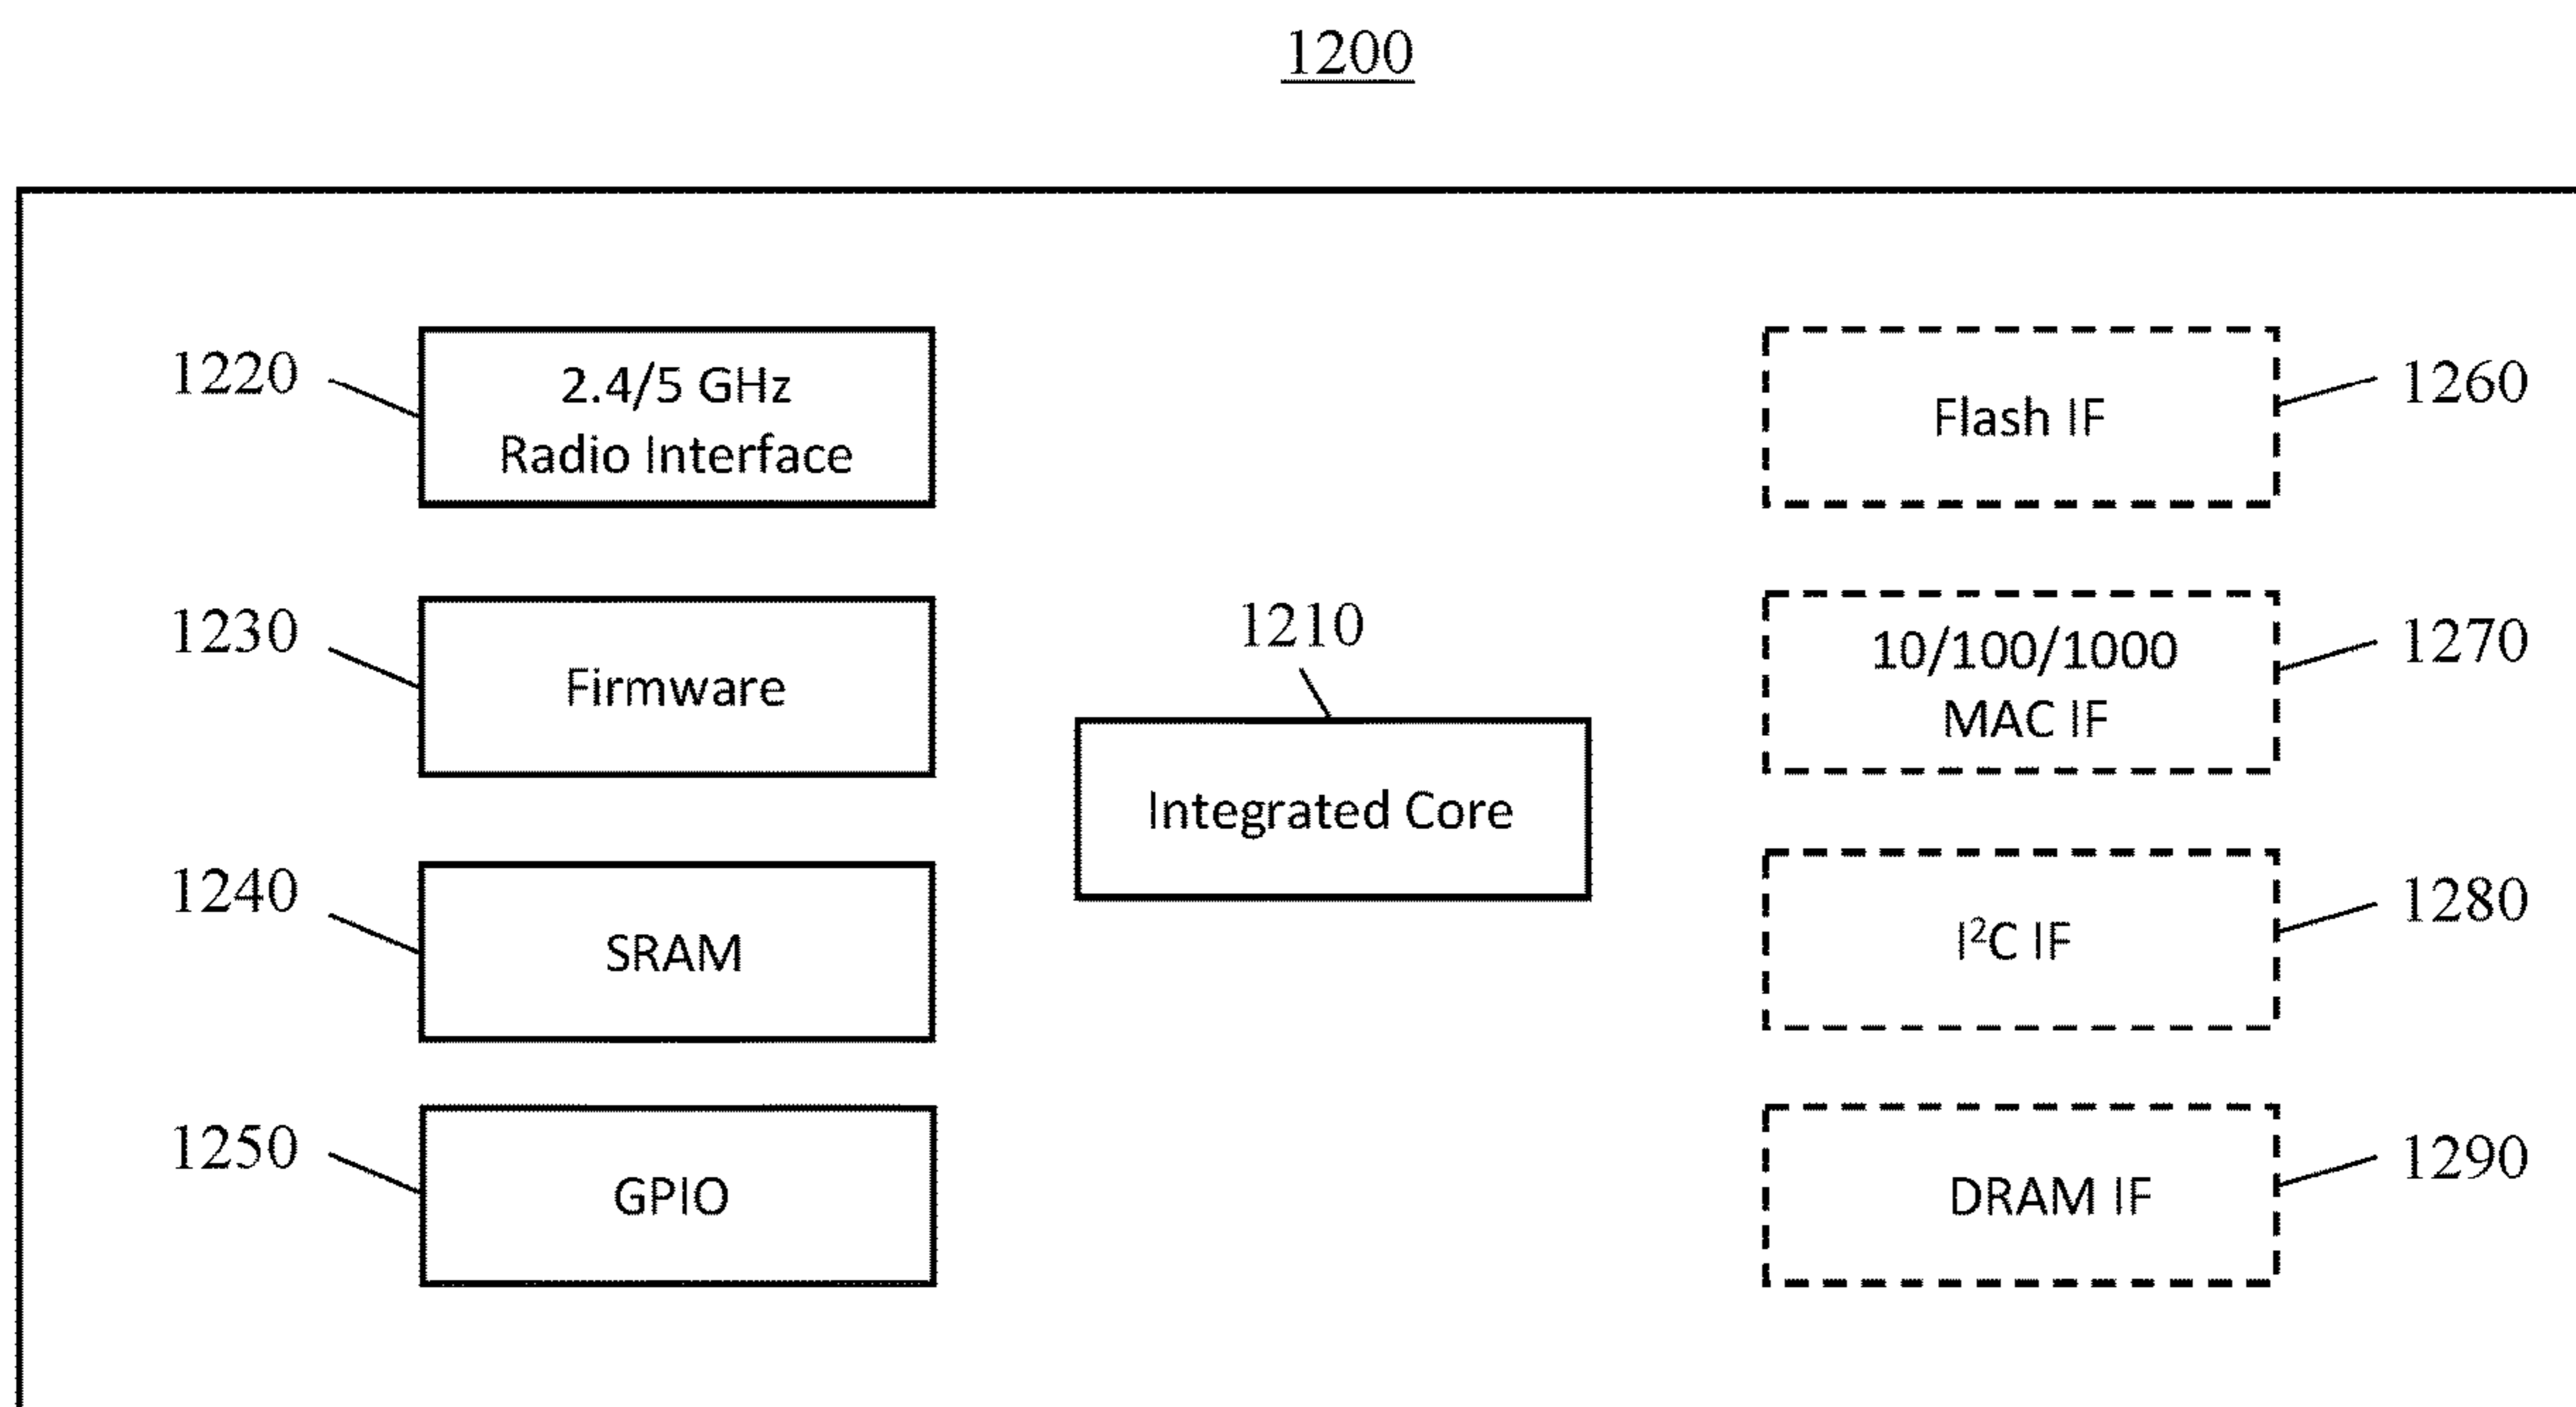 1200
1220
2.4/5 GHz
Radio Interface
1230
Firmware
1240
SRAM
1250
GPIO
1210
Integrated Core
Flash IF
1260
10/100/1000
MAC IF
1270
I²C IF
1280
DRAM IF
1290